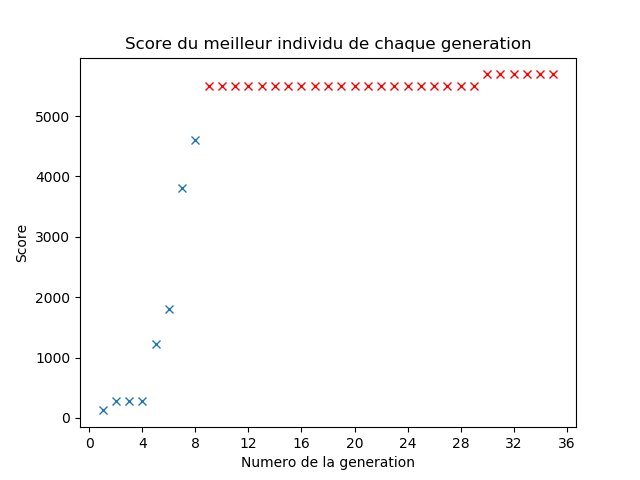 Score du meilleur individu de chaque generation
Score
5000
4000
3000
2000
1000
0
0 4 8 12 16 20 24 28 32 36
Numero de la generation